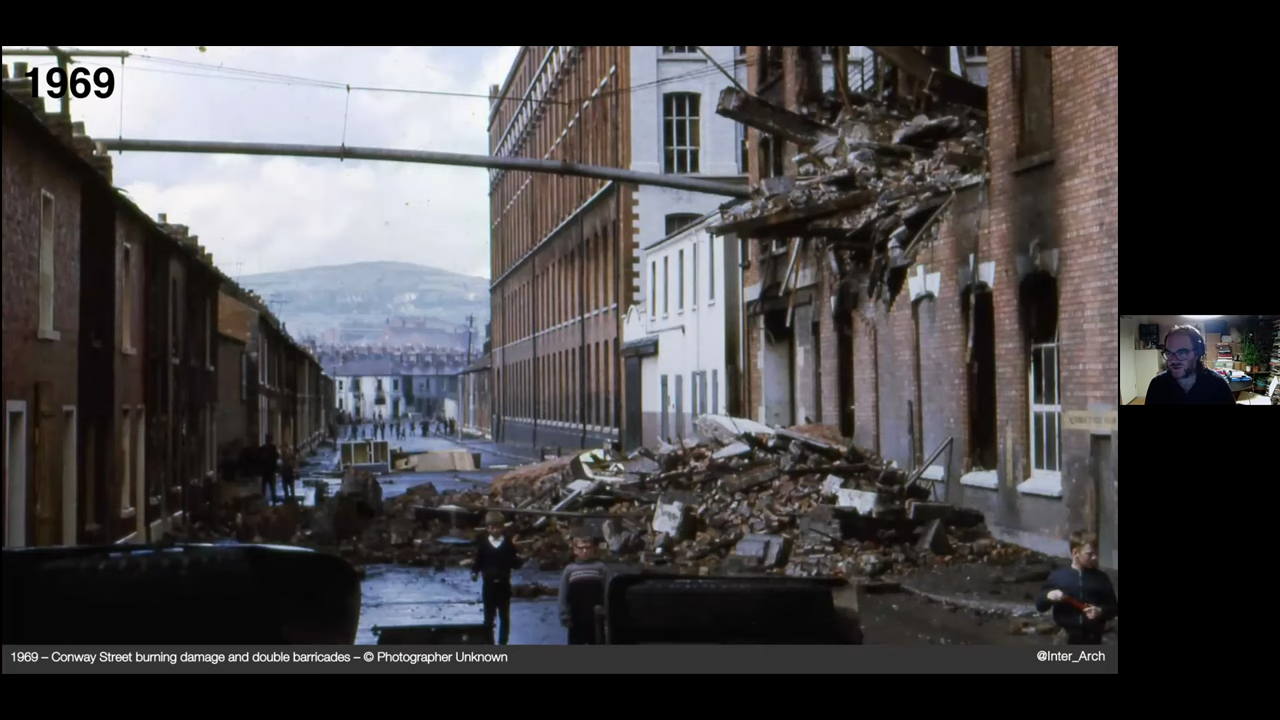 1969
1969 – Conway Street burning damage and double barricades – © Photographer Unknown
@Inter_Arch